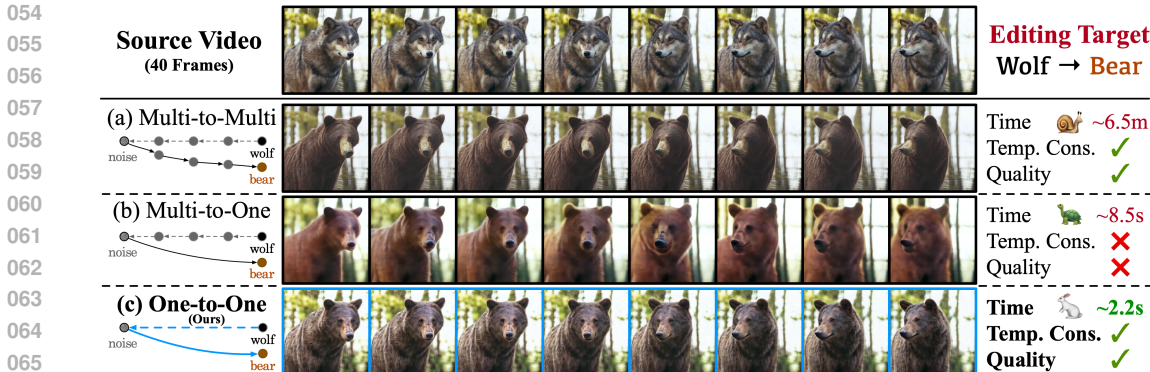 054
055
056
057
058
059
060
061
062
063
064
065
Source Video
(40 Frames)
Editing Target
Wolf → Bear
(a) Multi-to-Multi
noise
wolf
bear
Time ~6.5m
Temp. Cons. ✓
Quality ✓
(b) Multi-to-One
noise
wolf
bear
Time ~8.5s
Temp. Cons. ✗
Quality ✗
(c) One-to-One
(Ours)
noise
wolf
bear
Time ~2.2s
Temp. Cons. ✓
Quality ✓